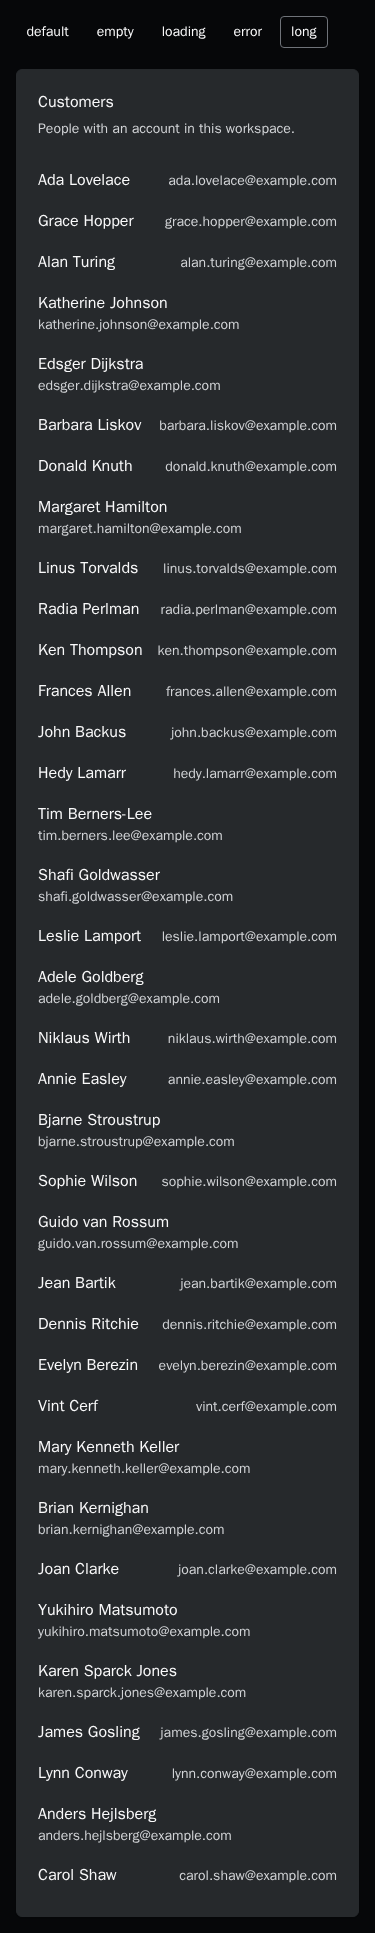 default empty loading error long
Customers
People with an account in this workspace.
Ada Lovelace ada.lovelace@example.com
Grace Hopper grace.hopper@example.com
Alan Turing alan.turing@example.com
Katherine Johnson
katherine.johnson@example.com
Edsger Dijkstra
edsger.dijkstra@example.com
Barbara Liskov barbara.liskov@example.com
Donald Knuth donald.knuth@example.com
Margaret Hamilton
margaret.hamilton@example.com
Linus Torvalds linus.torvalds@example.com
Radia Perlman radia.perlman@example.com
Ken Thompson ken.thompson@example.com
Frances Allen frances.allen@example.com
John Backus john.backus@example.com
Hedy Lamarr hedy.lamarr@example.com
Tim Berners-Lee
tim.berners.lee@example.com
Shafi Goldwasser
shafi.goldwasser@example.com
Leslie Lamport leslie.lamport@example.com
Adele Goldberg
adele.goldberg@example.com
Niklaus Wirth niklaus.wirth@example.com
Annie Easley annie.easley@example.com
Bjarne Stroustrup
bjarne.stroustrup@example.com
Sophie Wilson sophie.wilson@example.com
Guido van Rossum
guido.van.rossum@example.com
Jean Bartik jean.bartik@example.com
Dennis Ritchie dennis.ritchie@example.com
Evelyn Berezin evelyn.berezin@example.com
Vint Cerf vint.cerf@example.com
Mary Kenneth Keller
mary.kenneth.keller@example.com
Brian Kernighan
brian.kernighan@example.com
Joan Clarke joan.clarke@example.com
Yukihiro Matsumoto
yukihiro.matsumoto@example.com
Karen Sparck Jones
karen.sparck.jones@example.com
James Gosling james.gosling@example.com
Lynn Conway lynn.conway@example.com
Anders Hejlsberg
anders.hejlsberg@example.com
Carol Shaw carol.shaw@example.com